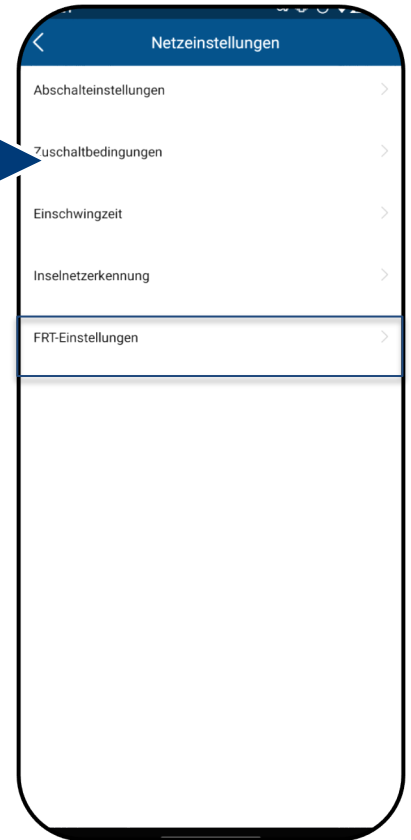 Netzeinstellungen
Abschalteinstellungen
Zuschaltbedingungen
Einschwingzeit
Inselnetzerkennung
FRT-Einstellungen